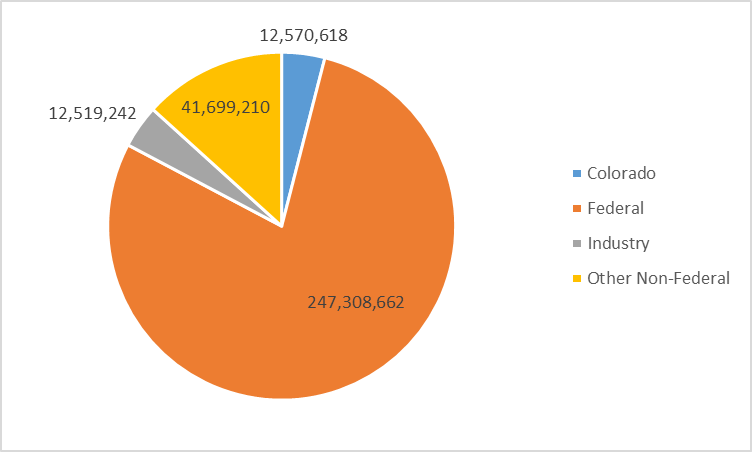 12,570,618
41,699,210
12,519,242
247,308,662
Colorado
Federal
Industry
Other Non-Federal